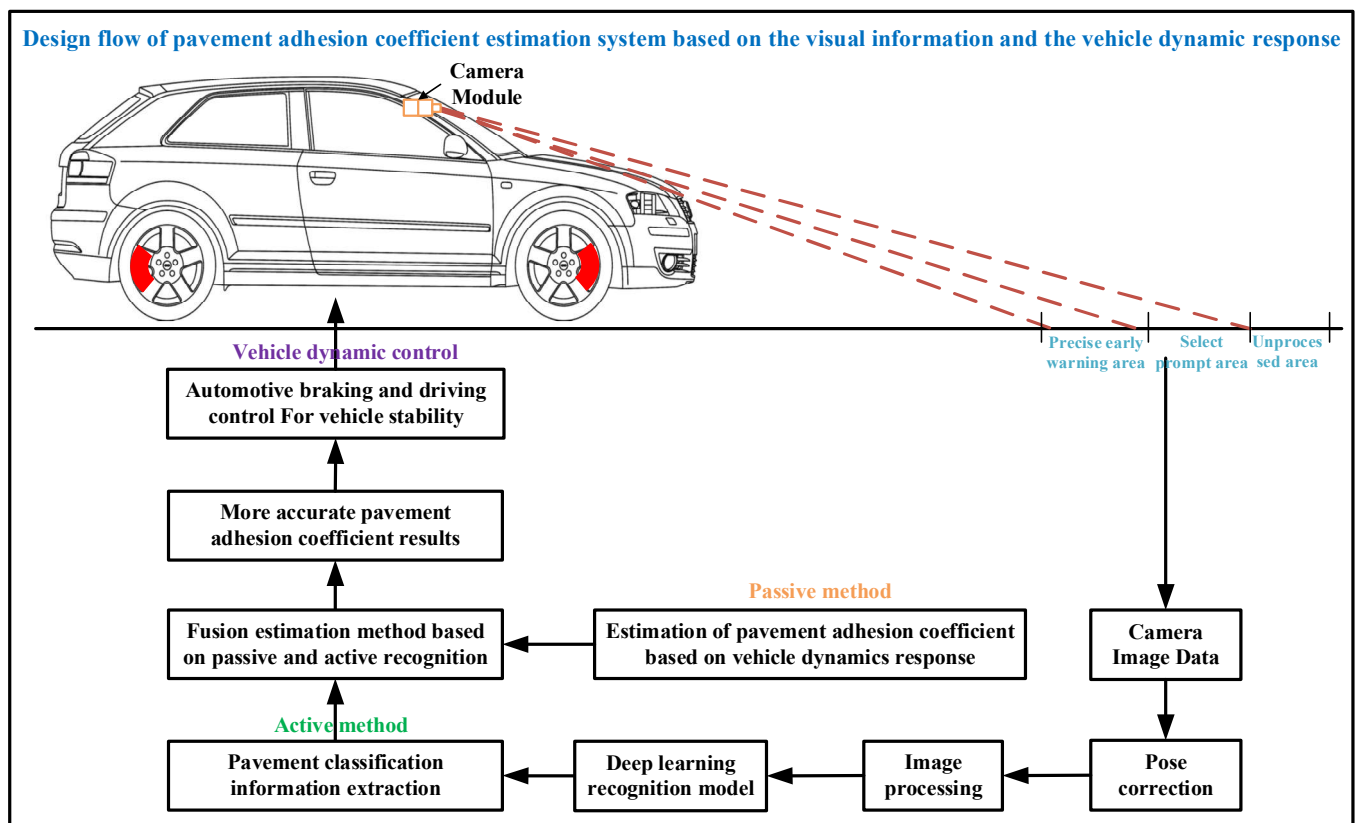 Design flow of pavement adhesion coefficient estimation system based on the visual information and the vehicle dynamic response
Camera
Module
Precise early
warning area
Select
prompt area
Unproces
sed area
Vehicle dynamic control
Automotive braking and driving
control For vehicle stability
More accurate pavement
adhesion coefficient results
Passive method
Fusion estimation method based
on passive and active recognition
Estimation of pavement adhesion coefficient
based on vehicle dynamics response
Camera
Image Data
Active method
Pavement classification
information extraction
Deep learning
recognition model
Image
processing
Pose
correction